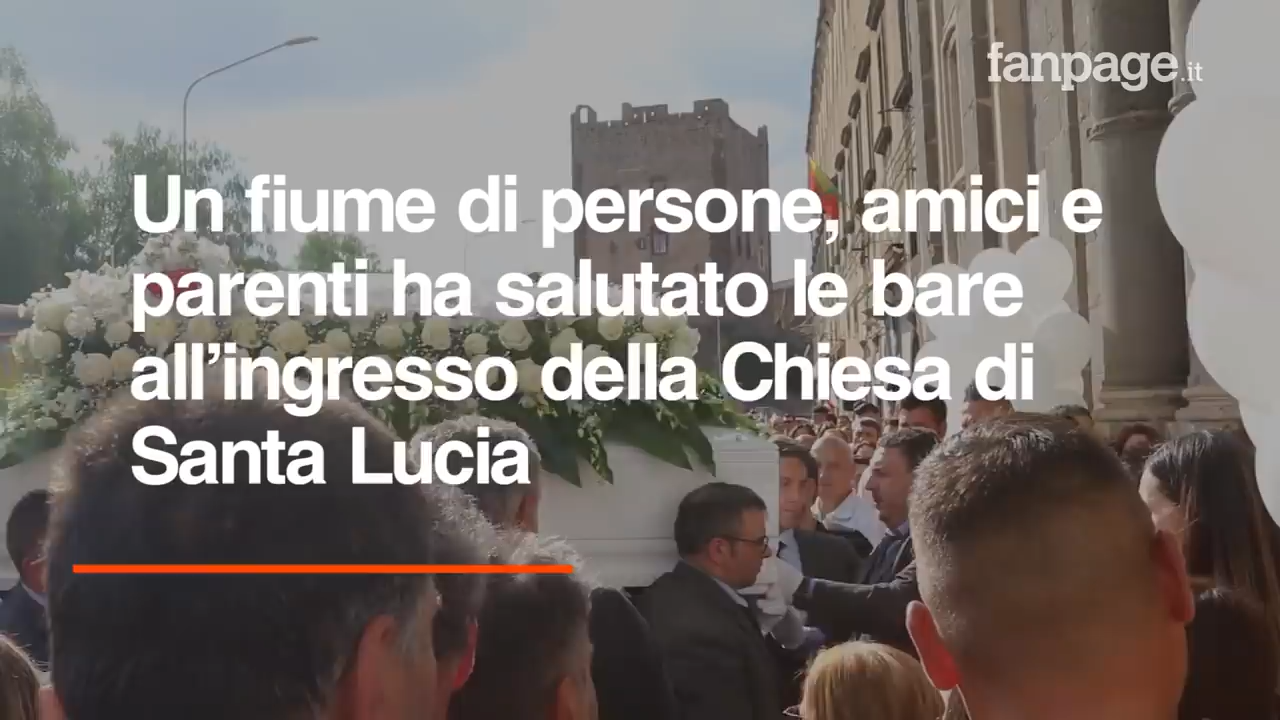 fanpage.it
Un fiume di persone, amici e
parenti ha salutato le bare
all’ingresso della Chiesa di
Santa Lucia